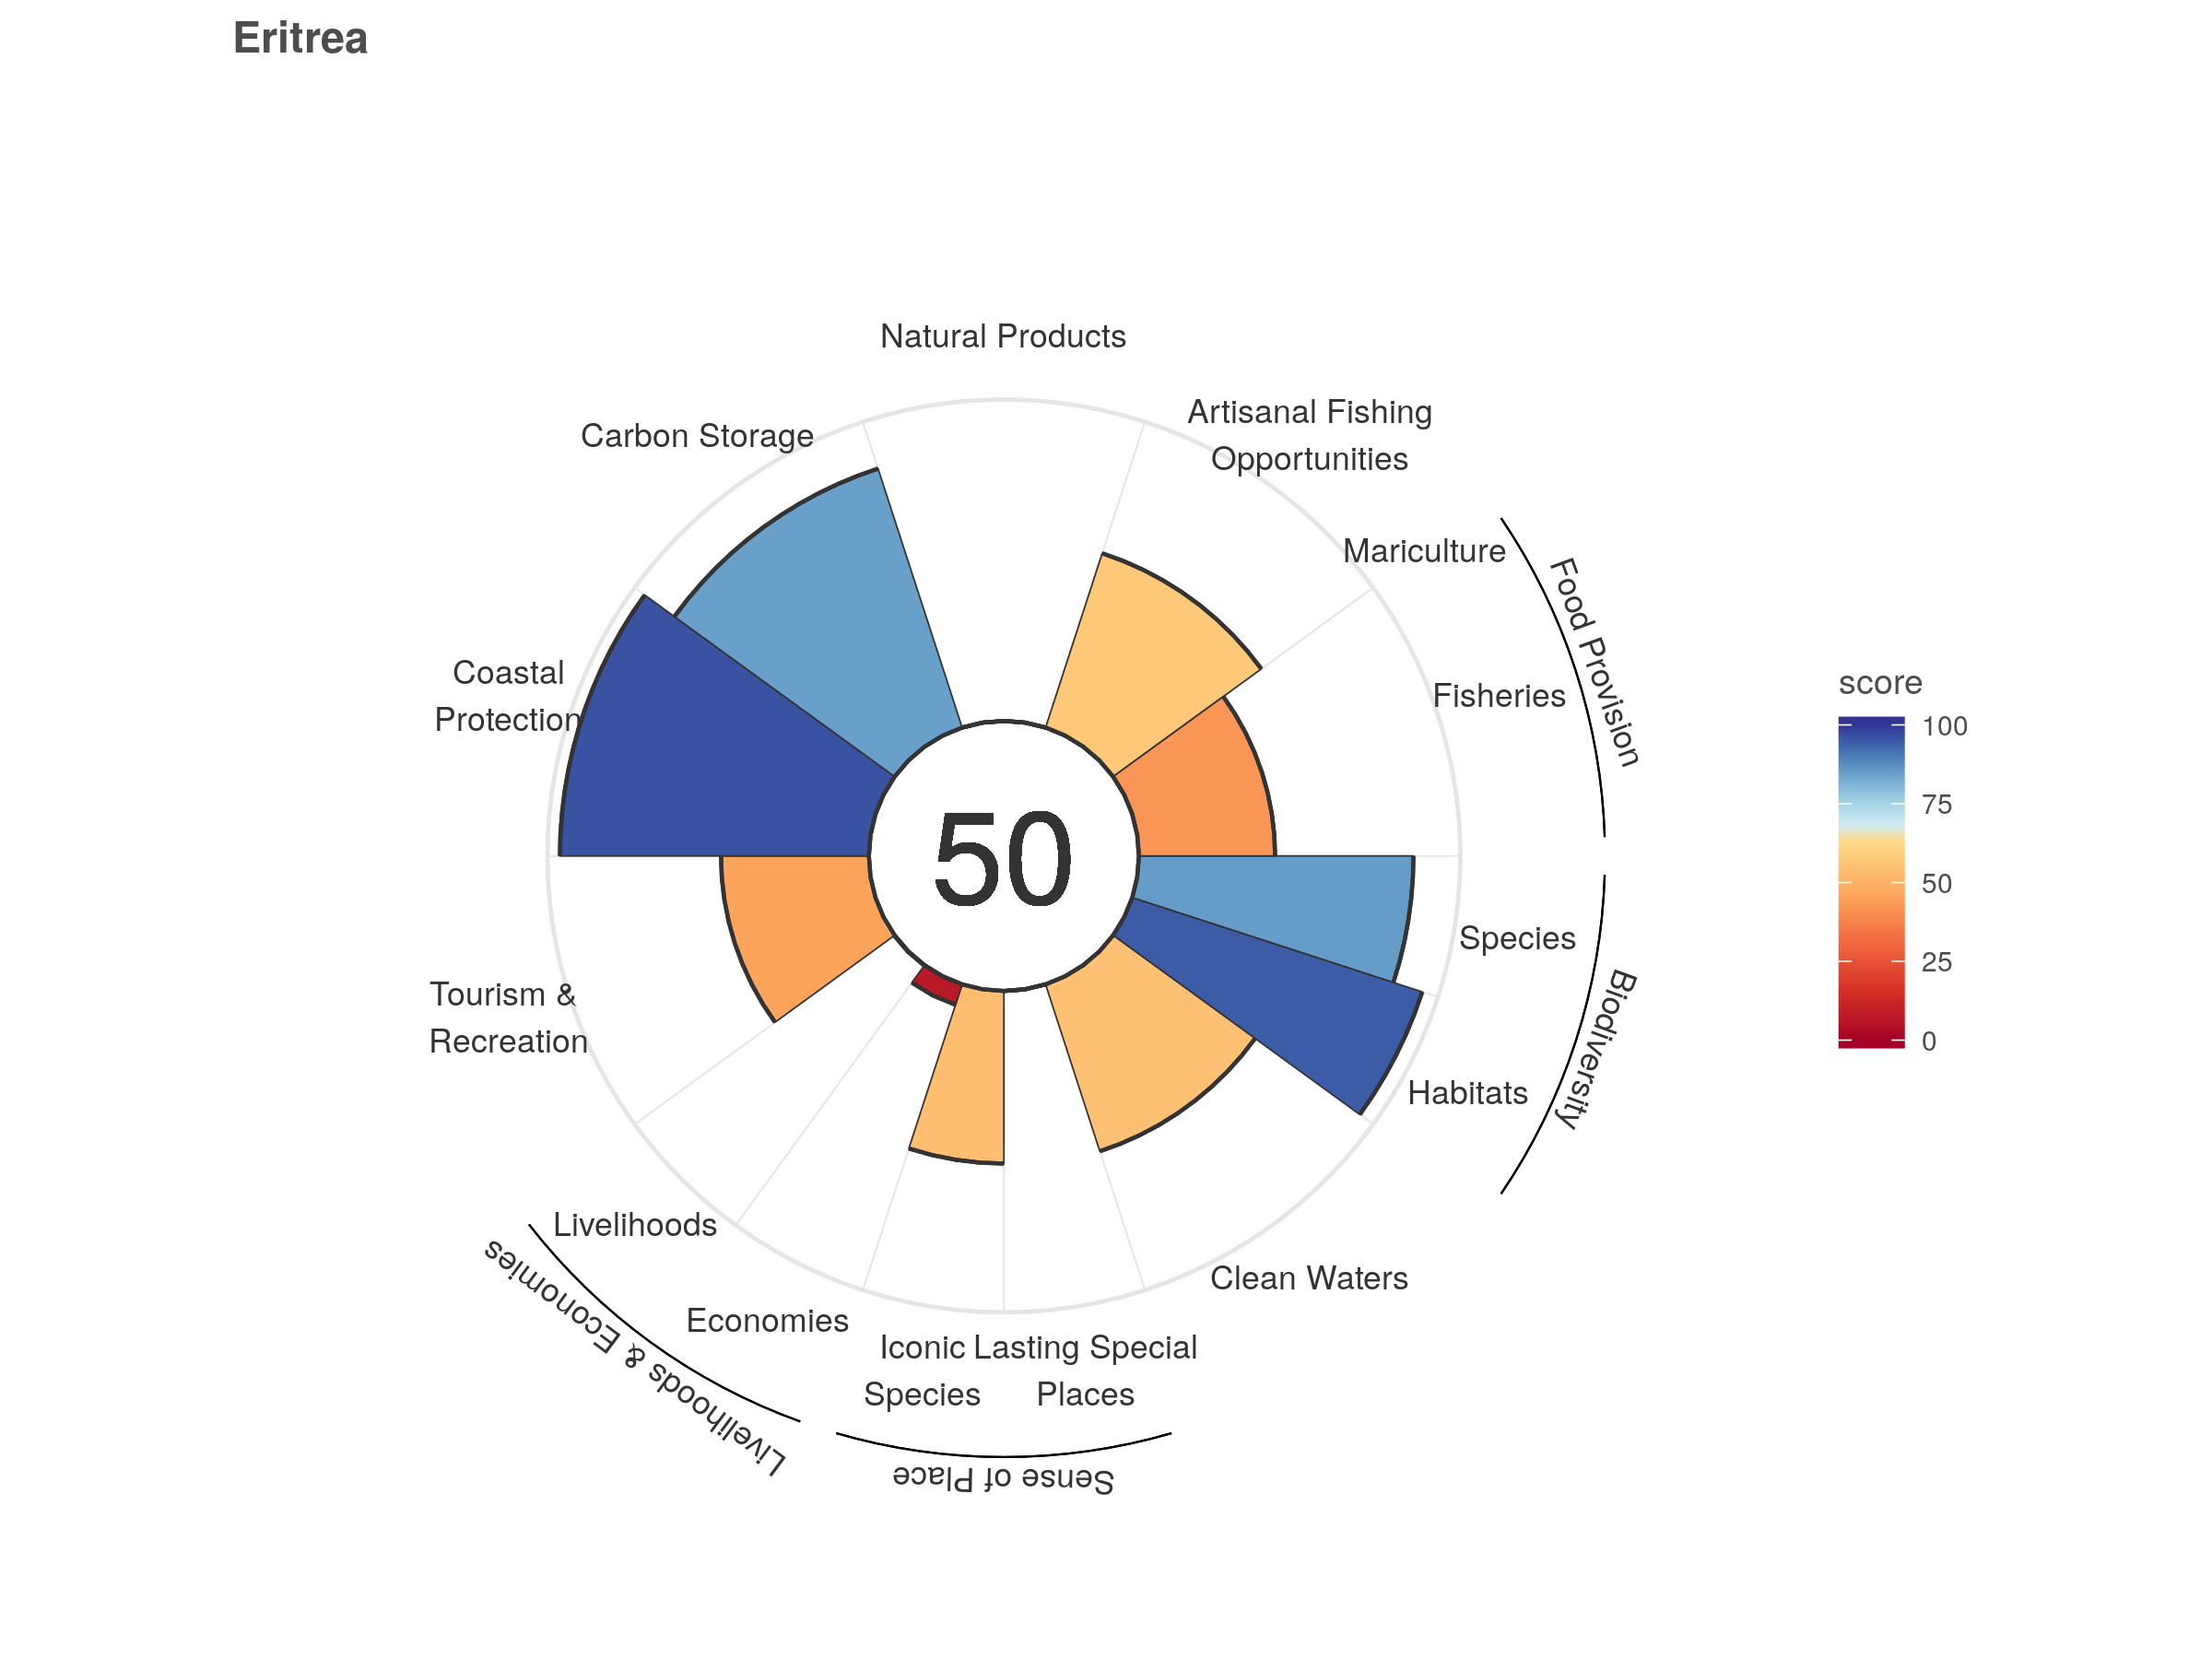 Eritrea
Natural Products
Artisanal Fishing
Opportunities
Carbon Storage
Mariculture
Food Provision
Fisheries
Coastal
Protection
50
score
100
75
50
25
0
Species
Biodiversity
Habitats
Tourism &
Recreation
Livelihoods
Livelihoods & Economies
Economies
Clean Waters
Iconic
Species
Lasting Special
Places
Sense of Place